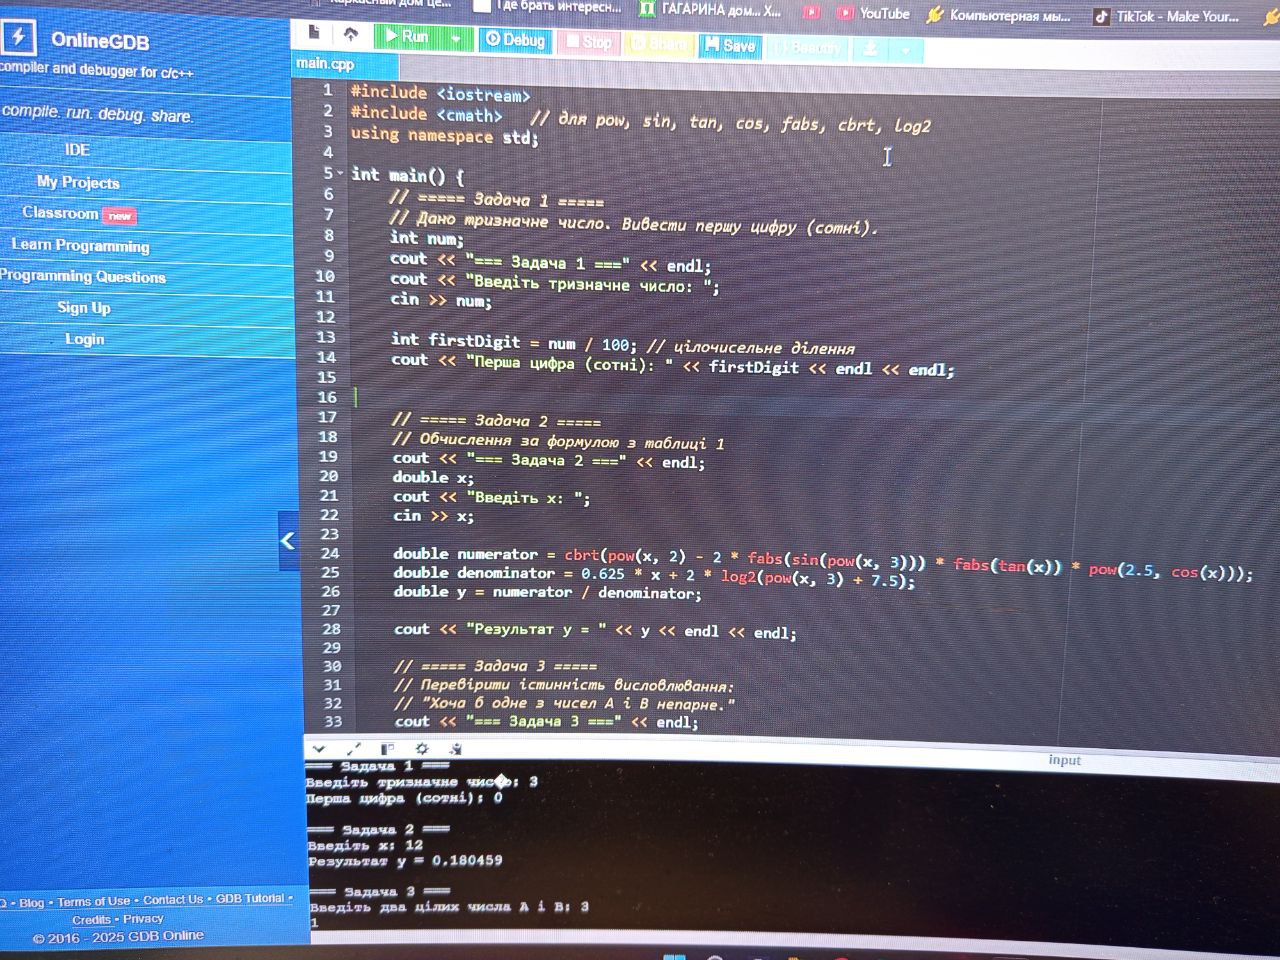 Где брать интересн...
ГАГАРИНА дом... X...
YouTube
Компьютерная мы...
TikTok - Make Your...
OnlineGDB
compiler and debugger for c/c++
compile. run. debug. share.
IDE
My Projects
Classroom new
Learn Programming
Programming Questions
Sign Up
Login
Run
Debug
Stop
Share
Save
Beautify
main.cpp
1 #include <iostream>
2 #include <cmath> // для pow, sin, tan, cos, fabs, cbrt, log2
3 using namespace std;
4
5 int main() {
6 // ===== Задача 1 =====
7 // Дано тризначне число. Вивести першу цифру (сотні).
8 int num;
9 cout << "=== Задача 1 ===" << endl;
10 cout << "Введіть тризначне число: ";
11 cin >> num;
12
13 int firstDigit = num / 100; // цілочисельне ділення
14 cout << "Перша цифра (сотні): " << firstDigit << endl << endl;
15
16
17 // ===== Задача 2 =====
18 // Обчислення за формулою з таблиці 1
19 cout << "=== Задача 2 ===" << endl;
20 double x;
21 cout << "Введіть x: ";
22 cin >> x;
23
24 double numerator = cbrt(pow(x, 2) - 2 * fabs(sin(pow(x, 3))) * fabs(tan(x)) * pow(2.5, cos(x)));
25 double denominator = 0.625 * x + 2 * log2(pow(x, 3) + 7.5);
26 double y = numerator / denominator;
27
28 cout << "Результат y = " << y << endl << endl;
29
30 // ===== Задача 3 =====
31 // Перевірити істинність висловлювання:
32 // "Хоча б одне з чисел A і B непарне."
33 cout << "=== Задача 3 ===" << endl;
input
=== Задача 1 ===
Введіть тризначне чис�о: 3
Перша цифра (сотні): 0
=== Задача 2 ===
Введіть x: 12
Результат y = 0.180459
=== Задача 3 ===
Введіть два цілих числа A і B: 3
1
• Blog • Terms of Use • Contact Us • GDB Tutorial •
Credits • Privacy
© 2016 - 2025 GDB Online